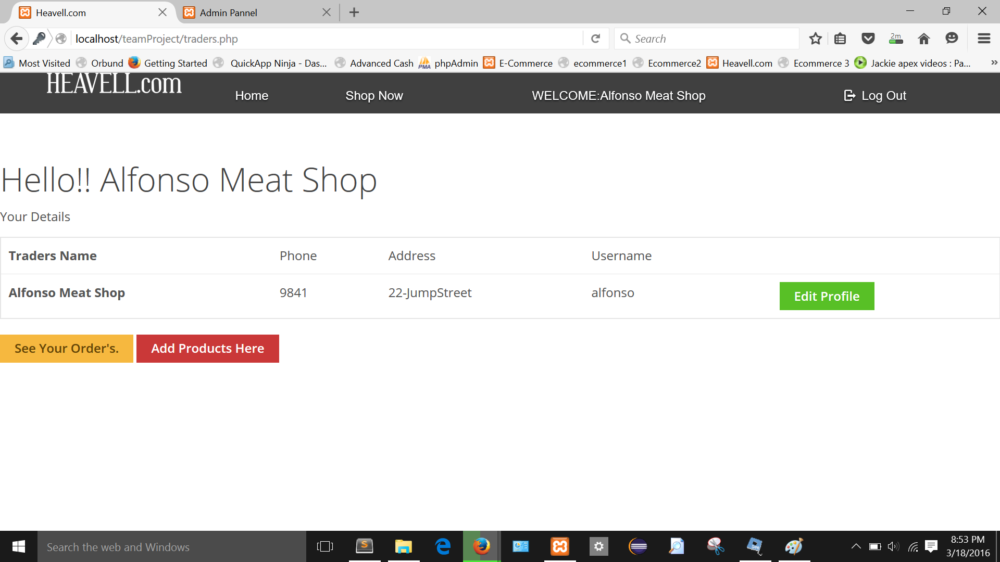 Heavell.com
Admin Pannel
localhost/teamProject/traders.php
Search
2m
Most Visited Orbund Getting Started QuickApp Ninja - Das... Advanced Cash phpAdmin E-Commerce ecommerce1 Ecommerce2 Heavell.com Ecommerce 3 Jackie apex videos : Pa... »
HEAVELL.com
Home Shop Now WELCOME:Alfonso Meat Shop Log Out
Hello!! Alfonso Meat Shop
Your Details
Traders Name Phone Address Username
Alfonso Meat Shop 9841 22-JumpStreet alfonso Edit Profile
See Your Order's. Add Products Here
Search the web and Windows
8:53 PM
3/18/2016